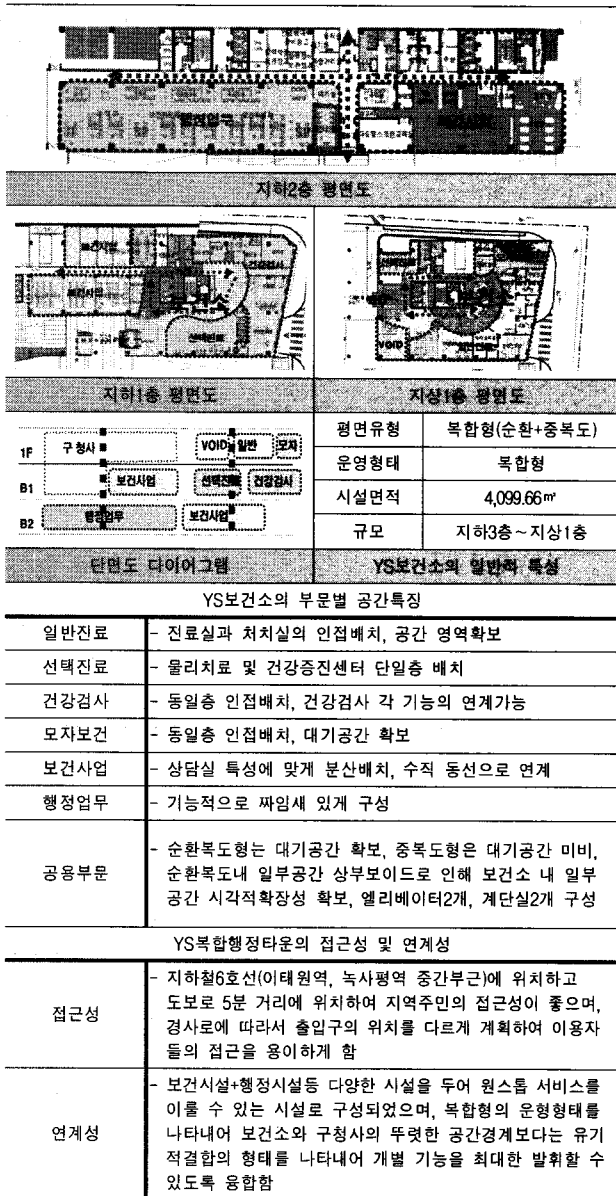 행정업구
지하2층 평면도
보건사업
건강검사
보건사업
선택진료
VOID
지하1층 평면도
지상1층 평면도
1F 구청사 VOID 일반 모자
B1 보건사업 선택진료 건강검사
B2 행정업무 보건사업
단면도 다이어그램
평면유형 복합형(순환+중복도)
운영형태 복합형
시설면적 4,099.66㎡
규모 지하3층~지상1층
YS보건소의 일반적 특성
YS보건소의 부문별 공간특징
일반진료 - 진료실과 처치실의 인접배치, 공간 영역확보
선택진료 - 물리치료 및 건강증진센터 단일층 배치
건강검사 - 동일층 인접배치, 건강검사 각 기능의 연계가능
모자보건 - 동일층 인접배치, 대기공간 확보
보건사업 - 상담실 특성에 맞게 분산배치, 수직 동선으로 연계
행정업무 - 기능적으로 짜임새 있게 구성
공용부문
- 순환복도형는 대기공간 확보, 중복도형은 대기공간 미비,
순환복도내 일부공간 상부보이드로 인해 보건소 내 일부
공간 시각적확장성 확보, 엘리베이터2개, 계단실2개 구성
YS복합행정타운의 접근성 및 연계성
접근성
- 지하철6호선(이태원역, 녹사평역 중간부근)에 위치하고
도보로 5분 거리에 위치하여 지역주민의 접근성이 좋으며,
경사로에 따라서 출입구의 위치를 다르게 계획하여 이용자
들의 접근을 용이하게 함
연계성
- 보건시설+행정시설등 다양한 시설을 두어 원스톱 서비스를
이룰 수 있는 시설로 구성되었으며, 복합형의 운형형태를
나타내어 보건소와 구청사의 뚜렷한 공간경계보다는 유기
적결합의 형태를 나타내어 개별 기능을 최대한 발휘할 수
있도록 융합함